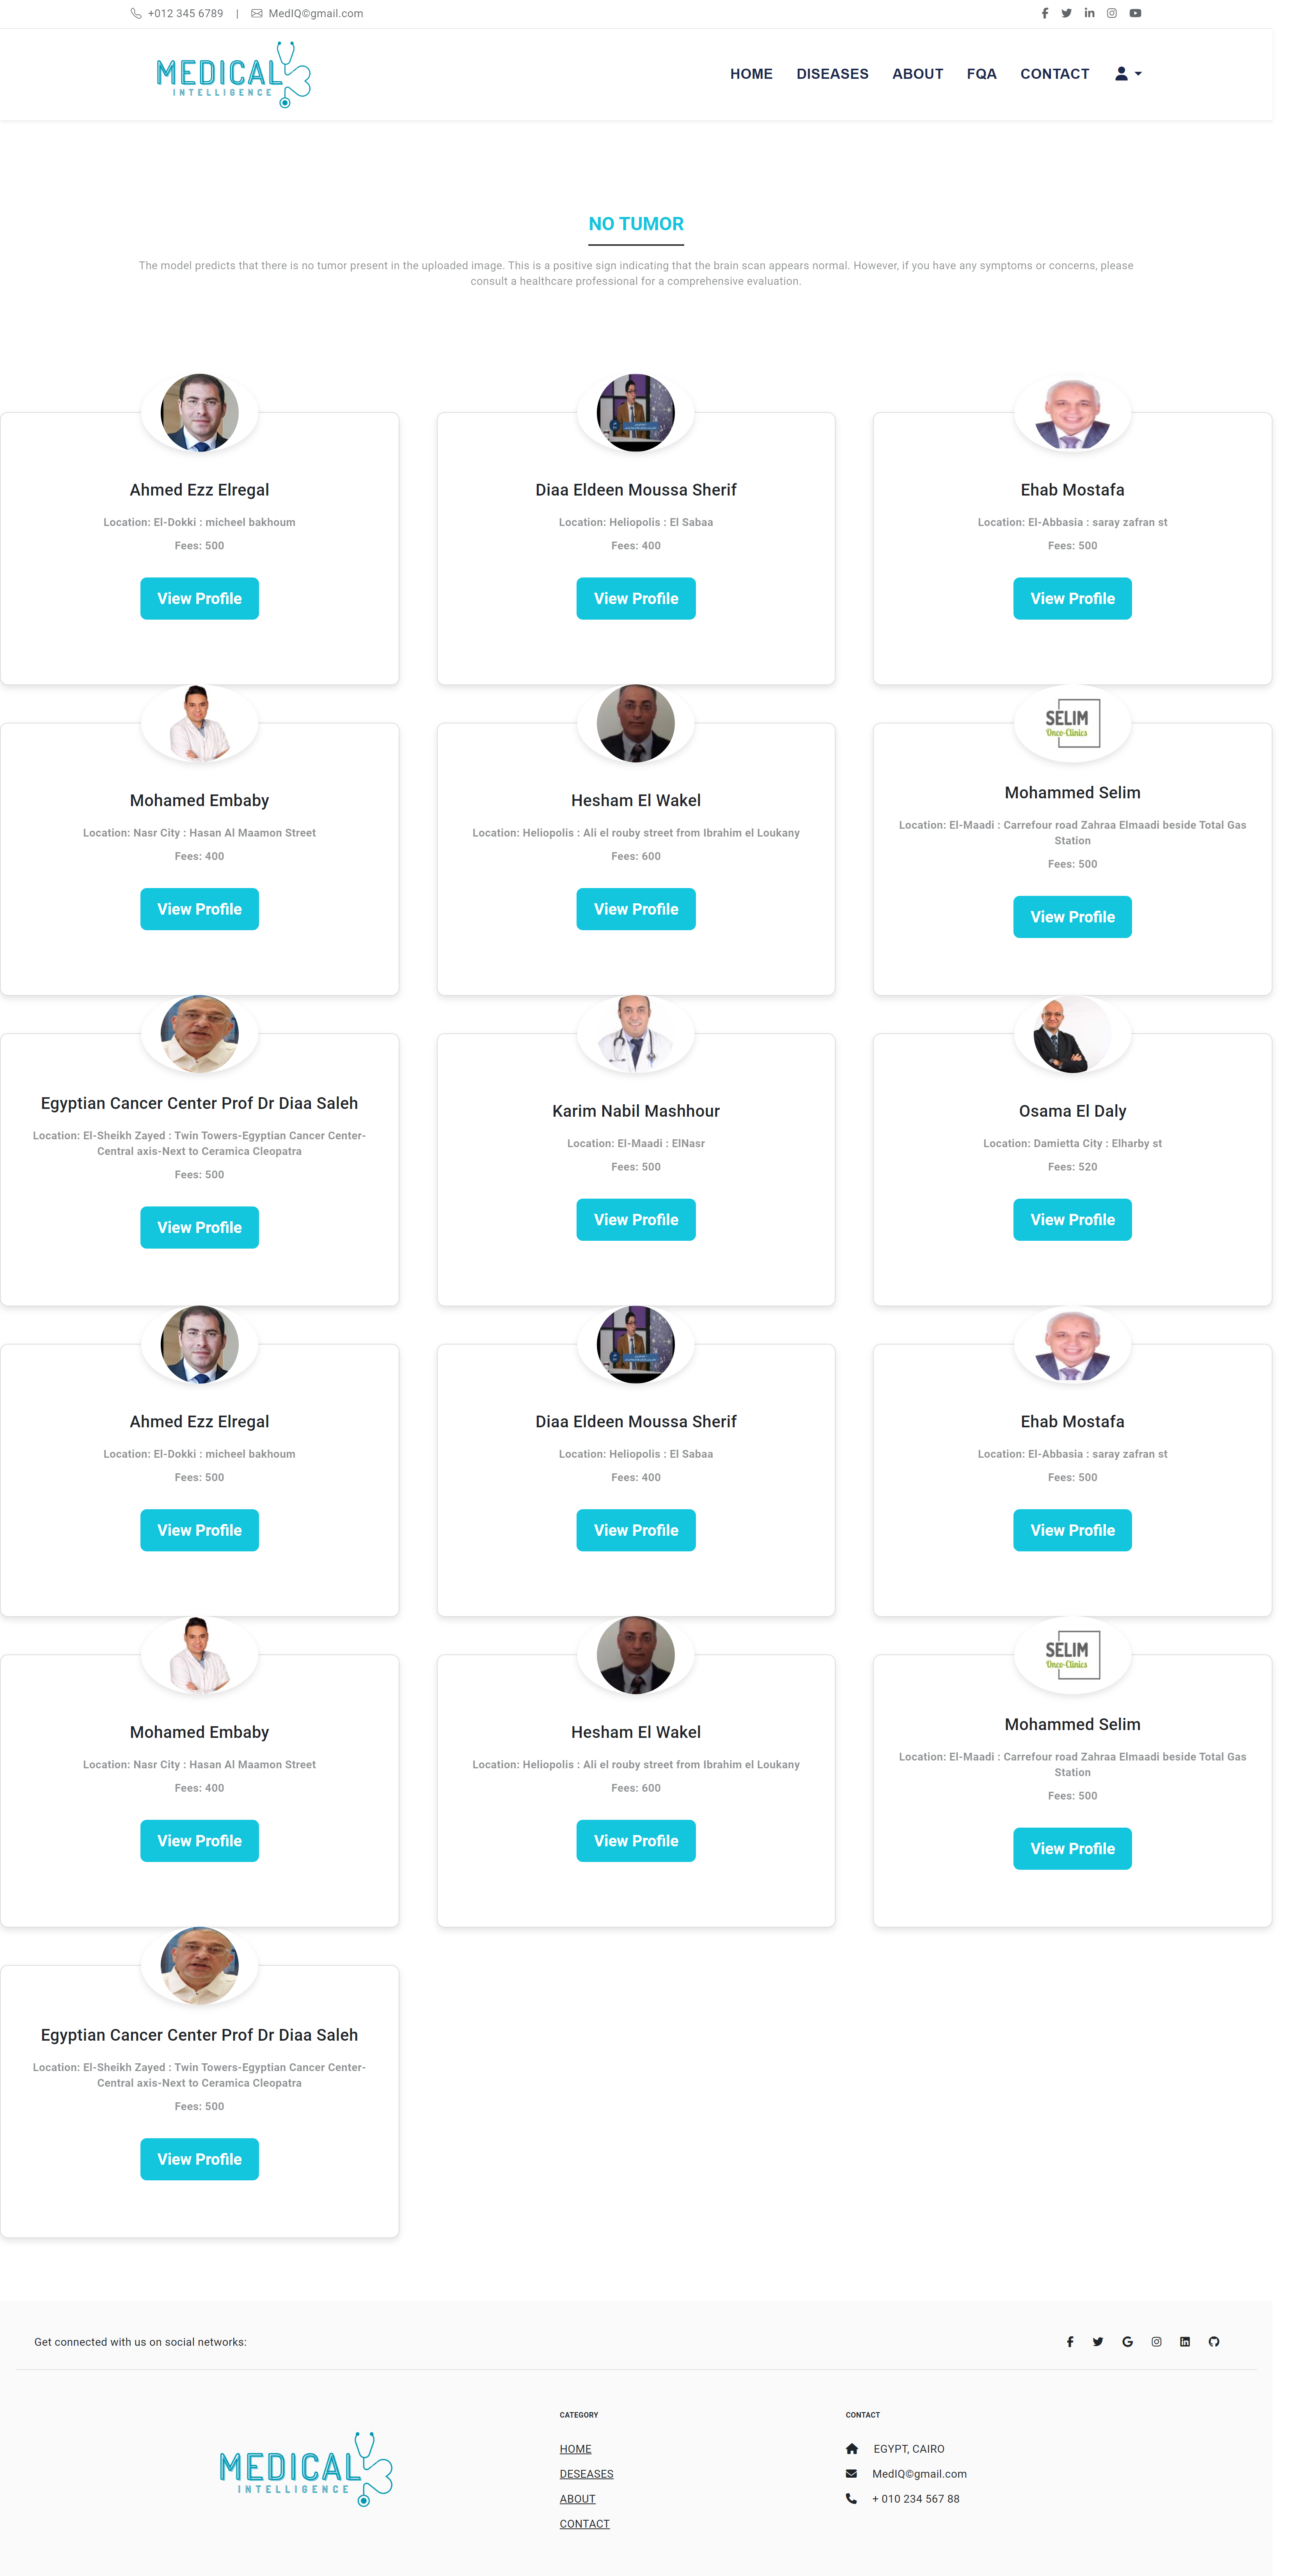 +012 345 6789 | MedIQ©gmail.com
MEDICAL
INTELLIGENCE
HOME DISEASES ABOUT FQA CONTACT
NO TUMOR
The model predicts that there is no tumor present in the uploaded image. This is a positive sign indicating that the brain scan appears normal. However, if you have any symptoms or concerns, please
consult a healthcare professional for a comprehensive evaluation.
Ahmed Ezz Elregal
Location: El-Dokki : micheel bakhoum
Fees: 500
View Profile
Diaa Eldeen Moussa Sherif
Location: Heliopolis : El Sabaa
Fees: 400
View Profile
Ehab Mostafa
Location: El-Abbasia : saray zafran st
Fees: 500
View Profile
Mohamed Embaby
Location: Nasr City : Hasan Al Maamon Street
Fees: 400
View Profile
Hesham El Wakel
Location: Heliopolis : Ali el rouby street from Ibrahim el Loukany
Fees: 600
View Profile
SELIM
Onco-Clinics
Mohammed Selim
Location: El-Maadi : Carrefour road Zahraa Elmaadi beside Total Gas
Station
Fees: 500
View Profile
Egyptian Cancer Center Prof Dr Diaa Saleh
Location: El-Sheikh Zayed : Twin Towers-Egyptian Cancer Center-
Central axis-Next to Ceramica Cleopatra
Fees: 500
View Profile
Karim Nabil Mashhour
Location: El-Maadi : ElNasr
Fees: 500
View Profile
Osama El Daly
Location: Damietta City : Elharby st
Fees: 520
View Profile
Ahmed Ezz Elregal
Location: El-Dokki : micheel bakhoum
Fees: 500
View Profile
Diaa Eldeen Moussa Sherif
Location: Heliopolis : El Sabaa
Fees: 400
View Profile
Ehab Mostafa
Location: El-Abbasia : saray zafran st
Fees: 500
View Profile
Mohamed Embaby
Location: Nasr City : Hasan Al Maamon Street
Fees: 400
View Profile
Hesham El Wakel
Location: Heliopolis : Ali el rouby street from Ibrahim el Loukany
Fees: 600
View Profile
SELIM
Onco-Clinics
Mohammed Selim
Location: El-Maadi : Carrefour road Zahraa Elmaadi beside Total Gas
Station
Fees: 500
View Profile
Egyptian Cancer Center Prof Dr Diaa Saleh
Location: El-Sheikh Zayed : Twin Towers-Egyptian Cancer Center-
Central axis-Next to Ceramica Cleopatra
Fees: 500
View Profile
Get connected with us on social networks:
MEDICAL
INTELLIGENCE
CATEGORY
HOME
DESEASES
ABOUT
CONTACT
CONTACT
EGYPT, CAIRO
MedIQ©gmail.com
+ 010 234 567 88